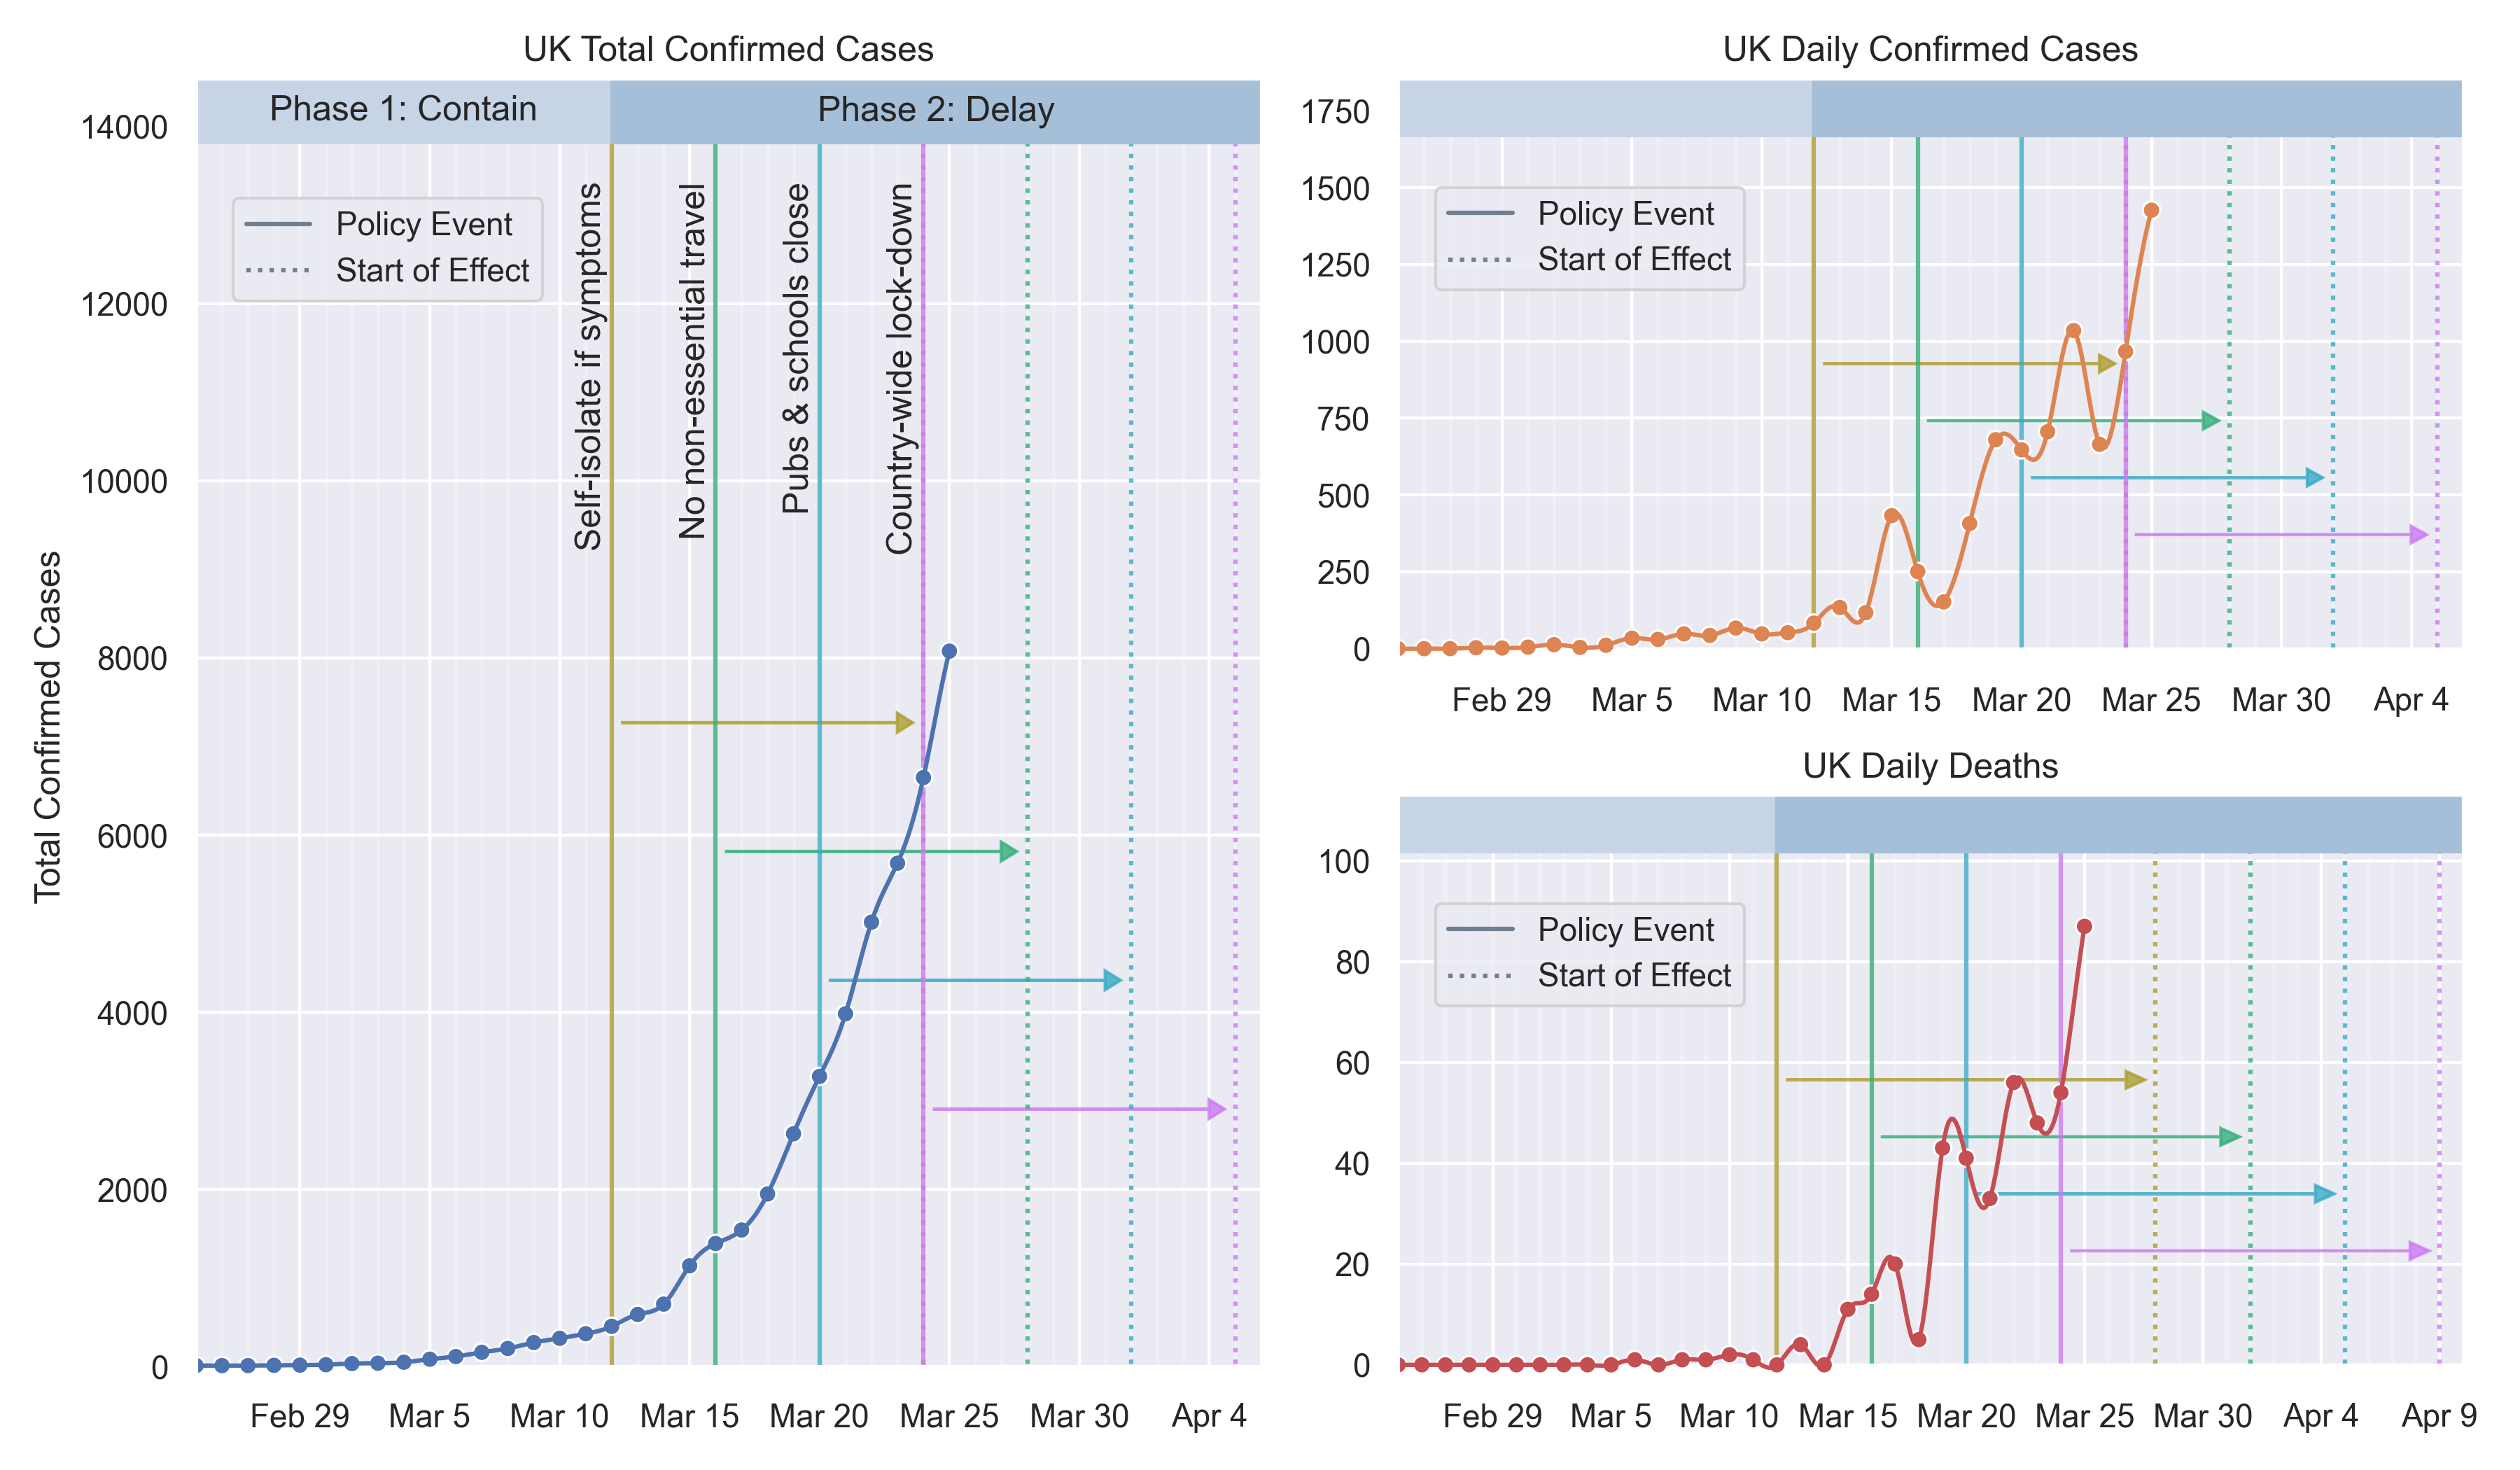 UK Total Confirmed Cases
Phase 1: Contain
Phase 2: Delay
14000
12000
10000
8000
6000
4000
2000
0
Total Confirmed Cases
Policy Event
Start of Effect
Self-isolate if symptoms
No non-essential travel
Pubs & schools close
Country-wide lock-down
Feb 29 Mar 5 Mar 10 Mar 15 Mar 20 Mar 25 Mar 30 Apr 4
UK Daily Confirmed Cases
1750
1500
1250
1000
750
500
250
0
Policy Event
Start of Effect
Feb 29 Mar 5 Mar 10 Mar 15 Mar 20 Mar 25 Mar 30 Apr 4
UK Daily Deaths
100
80
60
40
20
0
Policy Event
Start of Effect
Feb 29 Mar 5 Mar 10 Mar 15 Mar 20 Mar 25 Mar 30 Apr 4 Apr 9